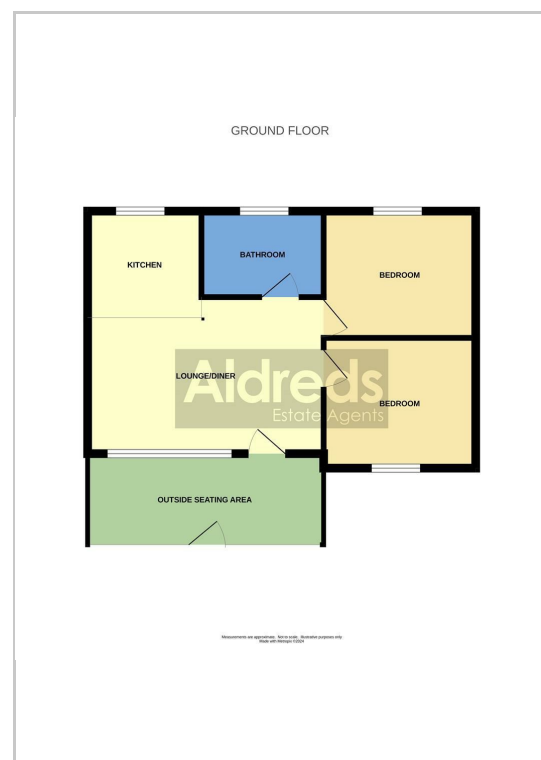 GROUND FLOOR
KITCHEN
BATHROOM
BEDROOM
LOUNGE/DINER
BEDROOM
Aldreds
Estate Agents
OUTSIDE SEATING AREA
Measurements are approximate. Not to scale. Illustrative purposes only
Made with Metropix ©2024